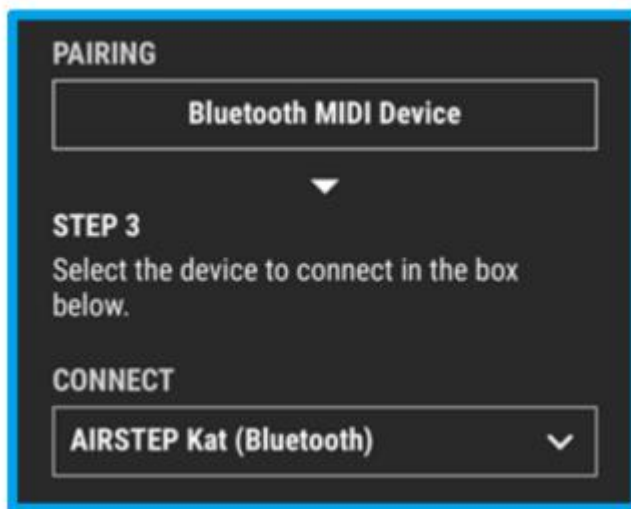 PAIRING
Bluetooth MIDI Device
STEP 3
Select the device to connect in the box
below.
CONNECT
AIRSTEP Kat (Bluetooth)